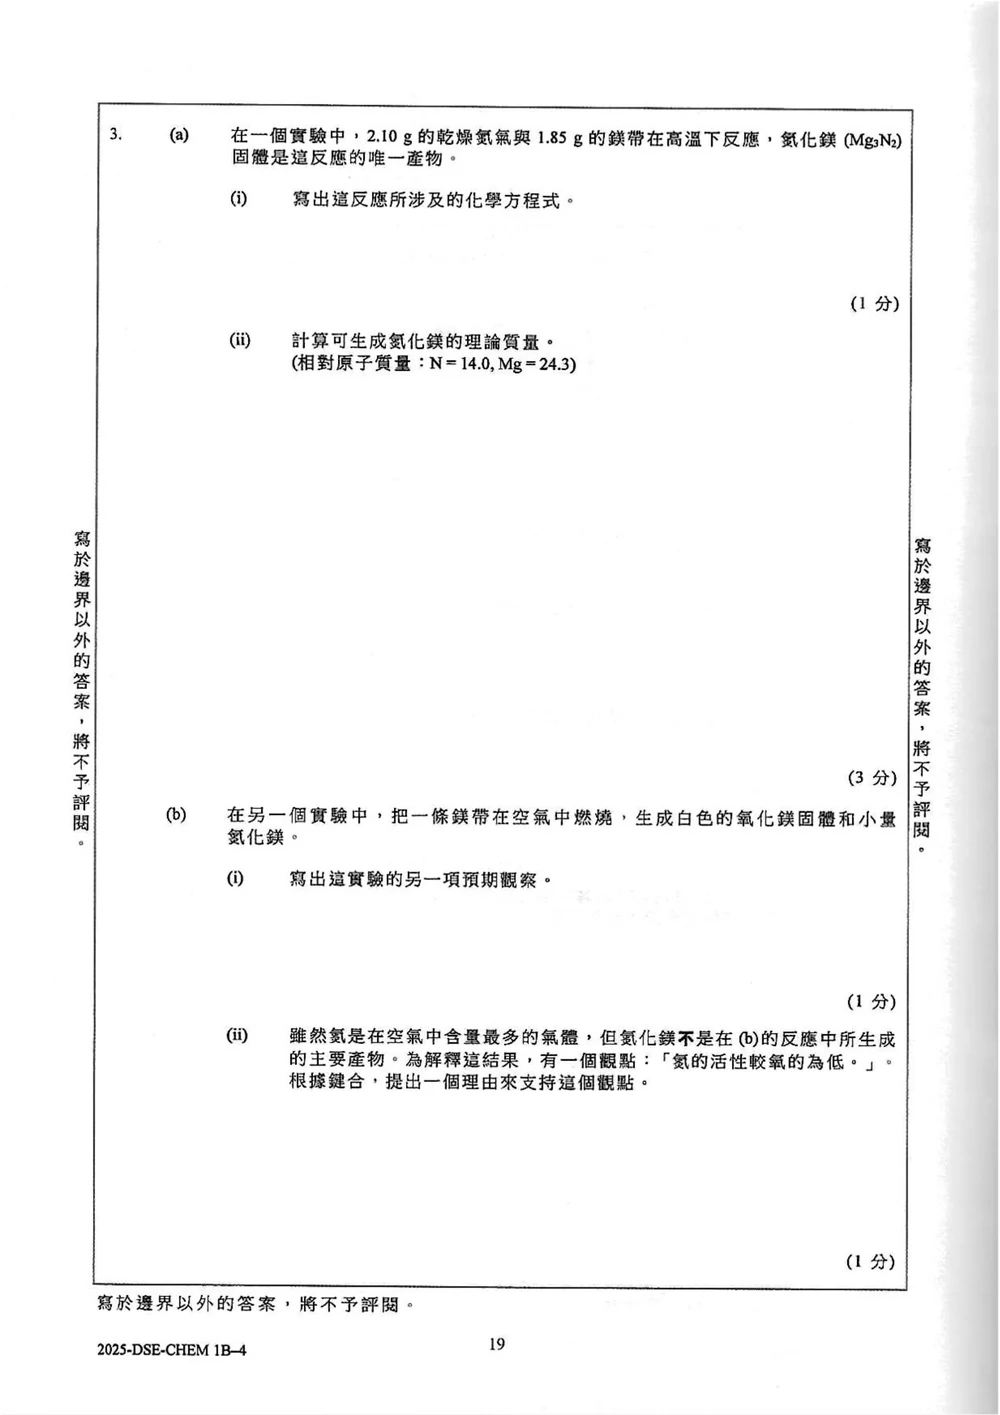 3. (a) 在一個實驗中，2.10 g 的乾燥氮氣與 1.85 g 的鎂帶在高溫下反應，氮化鎂 (Mg₃N₂)
固體是這反應的唯一產物。
(i) 寫出這反應所涉及的化學方程式。
(1 分)
(ii) 計算可生成氮化鎂的理論質量。
(相對原子質量：N = 14.0, Mg = 24.3)
(3 分)
(b) 在另一個實驗中，把一條鎂帶在空氣中燃燒，生成白色的氧化鎂固體和小量
氮化鎂。
(i) 寫出這實驗的另一項預期觀察。
(1 分)
(ii) 雖然氮是在空氣中含量最多的氣體，但氮化鎂不是在 (b)的反應中所生成
的主要產物。為解釋這結果，有一個觀點：「氮的活性較氧的為低。」。
根據鍵合，提出一個理由來支持這個觀點。
(1 分)
寫於邊界以外的答案，將不予評閱。
寫於邊界以外的答案，將不予評閱。
寫於邊界以外的答案，將不予評閱。
2025-DSE-CHEM 1B–4
19